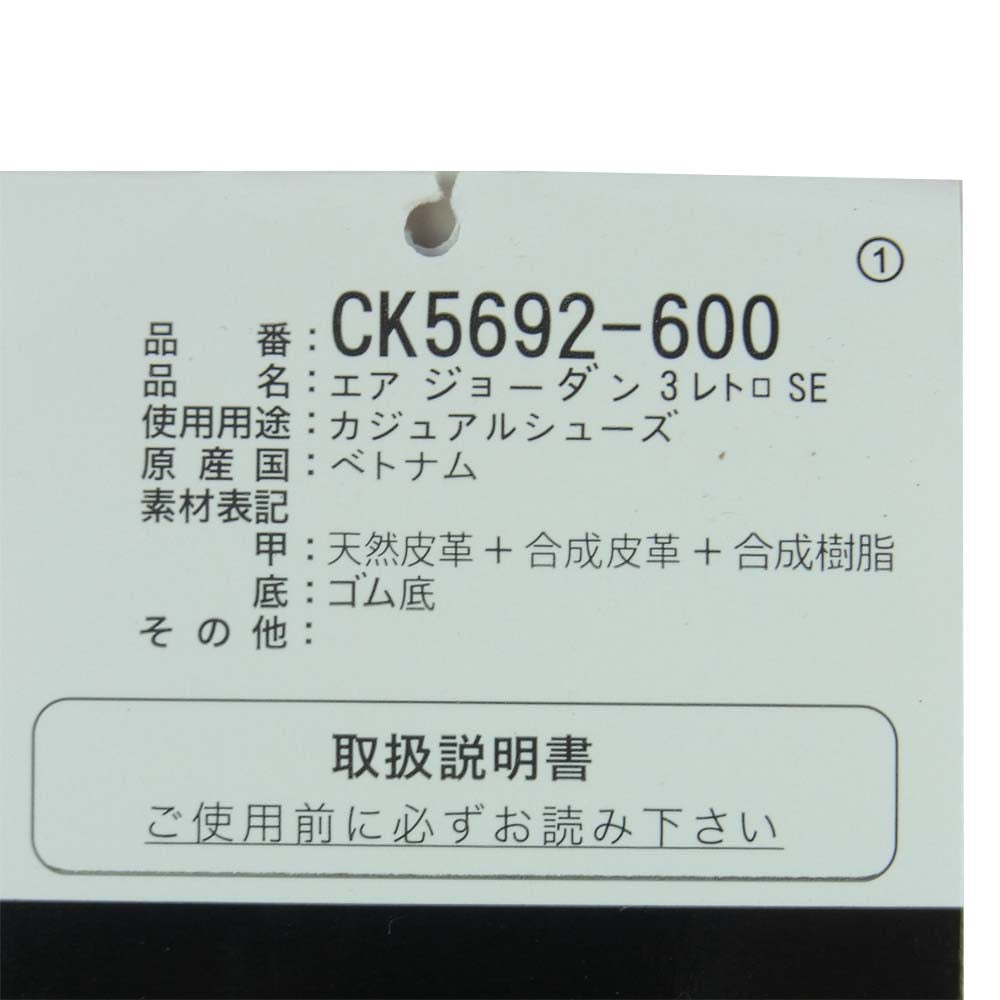 ①
品番：CK5692-600
品名：エア ジョーダン 3 レトロ SE
使用用途：カジュアルシューズ
原産国：ベトナム
素材表記
甲：天然皮革＋合成皮革＋合成樹脂
底：ゴム底
その他：
取扱説明書
ご使用前に必ずお読み下さい